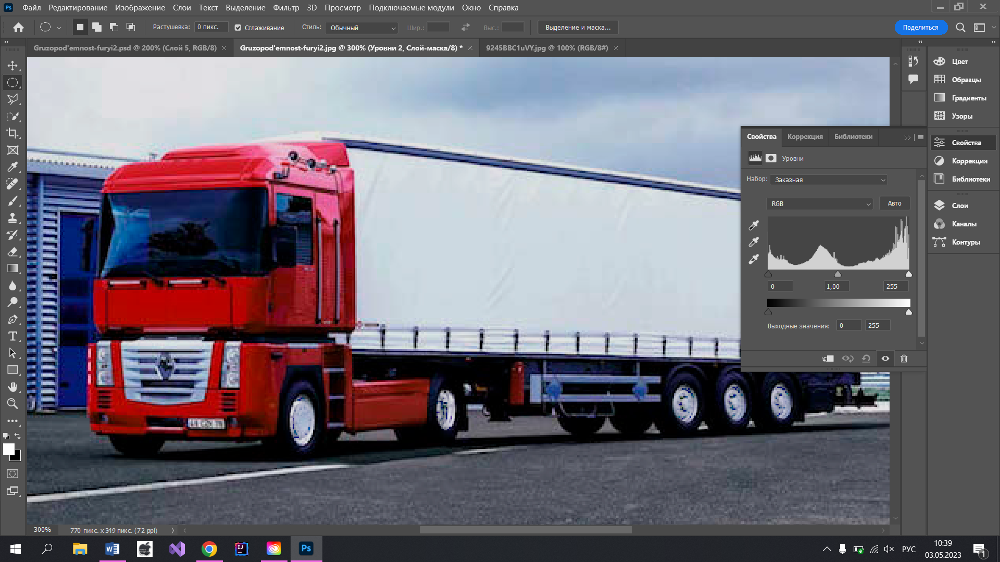 Ps Файл Редактирование Изображение Слои Текст Выделение Фильтр 3D Просмотр Подключаемые модули Окно Справка
Растушевка: 0 пикс. Сглаживание Стиль: Обычный Шир.: Выс.: Выделение и маска... Поделиться
Gruzopod'emnost-furyi2.psd @ 200% (Слой 5, RGB/8) Gruzopod'emnost-furyi2.jpg @ 300% (Уровни 2, Слой-маска/8) * 9245BBC1uVY.jpg @ 100% (RGB/8#)
Цвет
Образцы
Градиенты
Узоры
Свойства
Коррекция
Библиотеки
Слои
Каналы
Контуры
Свойства Коррекция Библиотеки
Уровни
Набор: Заказная
RGB Авто
0 1,00 255
Выходные значения: 0 255
300% 770 пикс. x 349 пикс. (72 ppi)
W IJ Ps
РУС
10:39
03.05.2023
1